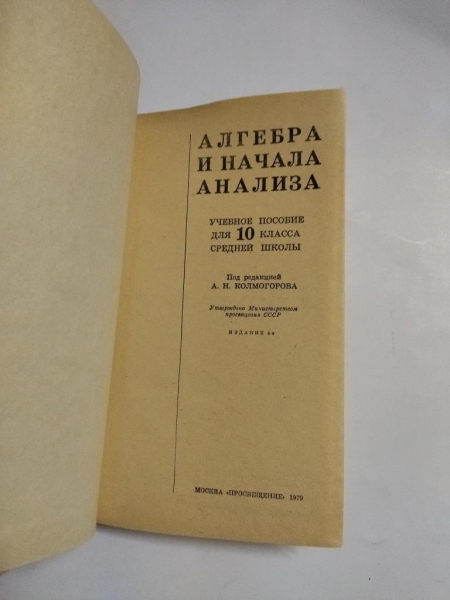 АЛГЕБРА
И НАЧАЛА
АНАЛИЗА
УЧЕБНОЕ ПОСОБИЕ
ДЛЯ 10 КЛАССА
СРЕДНЕЙ ШКОЛЫ
Под редакцией
А. Н. КОЛМОГОРОВА
Утверждено Министерством
просвещения СССР
ИЗДАНИЕ
МОСКВА «ПРОСВЕЩЕНИЕ» 1979